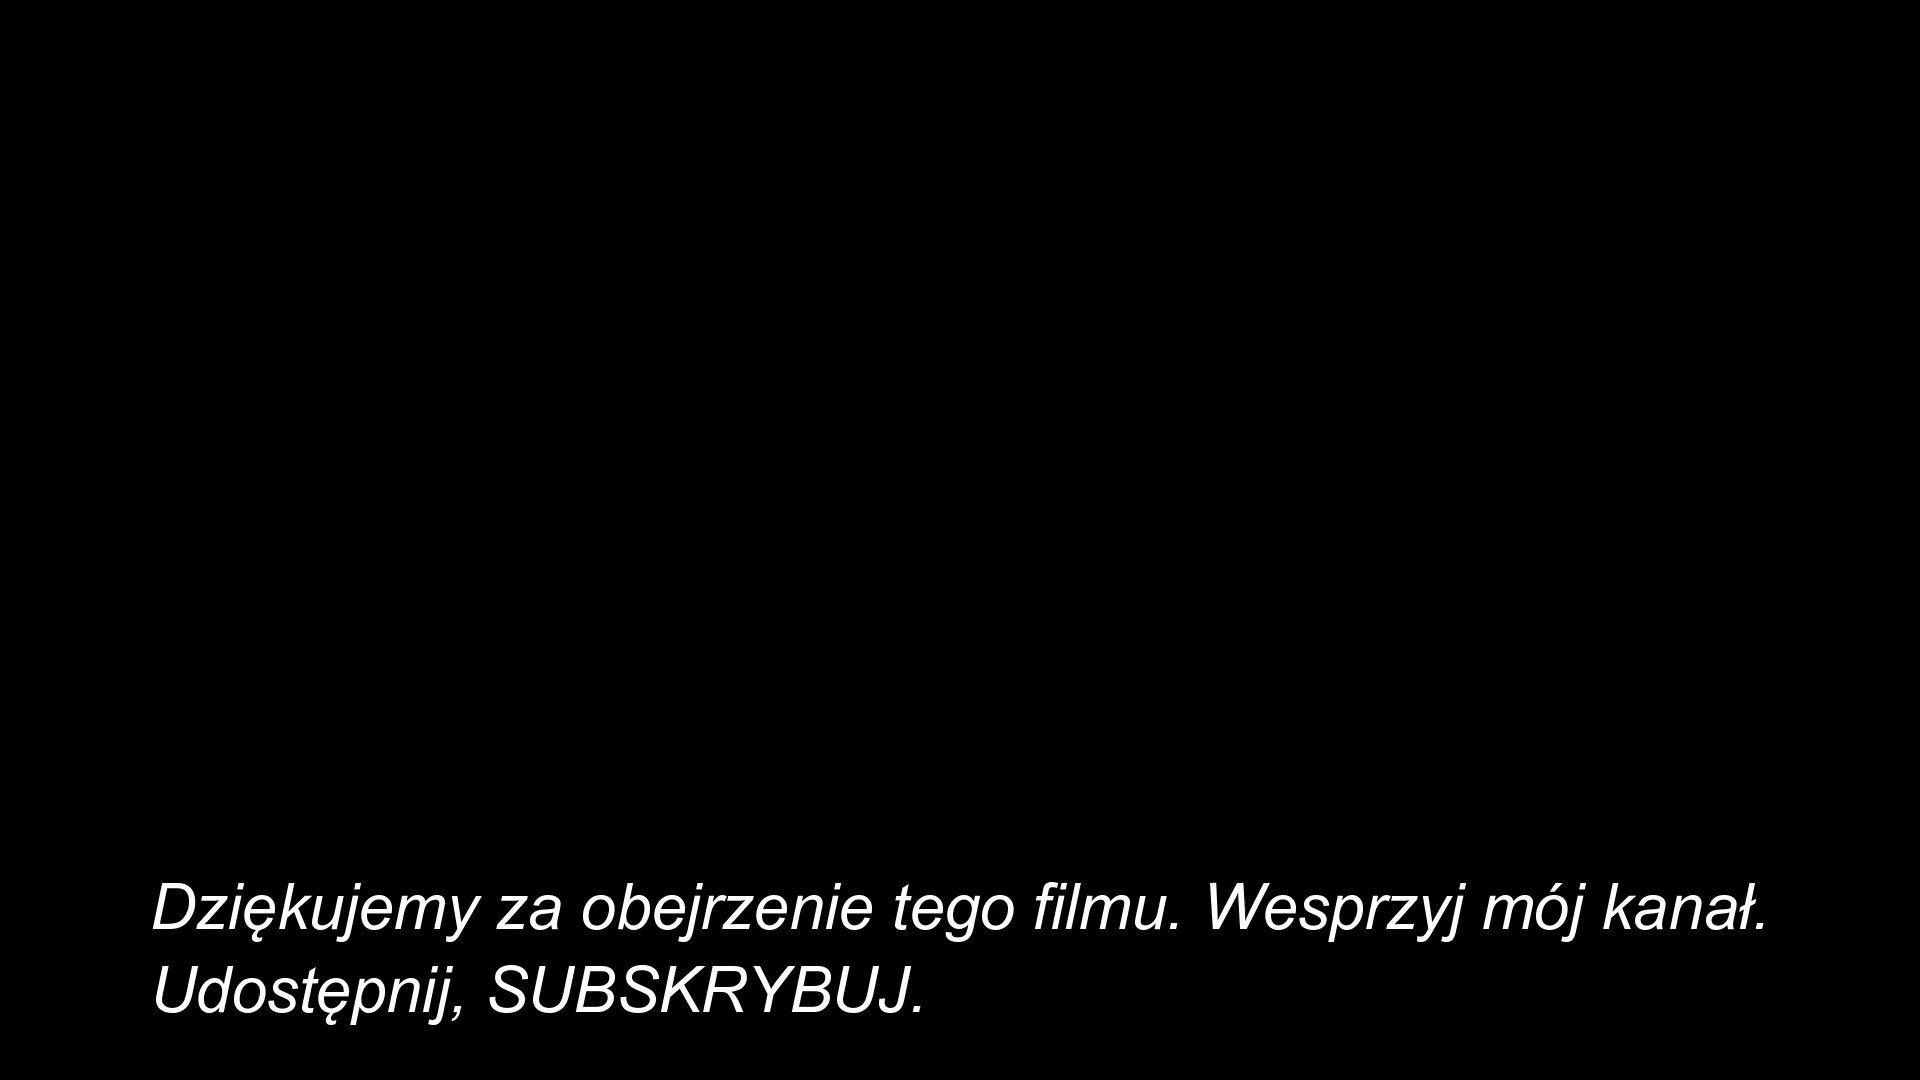 Dziękujemy za obejrzenie tego filmu. Wesprzyj mój kanał.
Udostępnij, SUBSKRYBUJ.